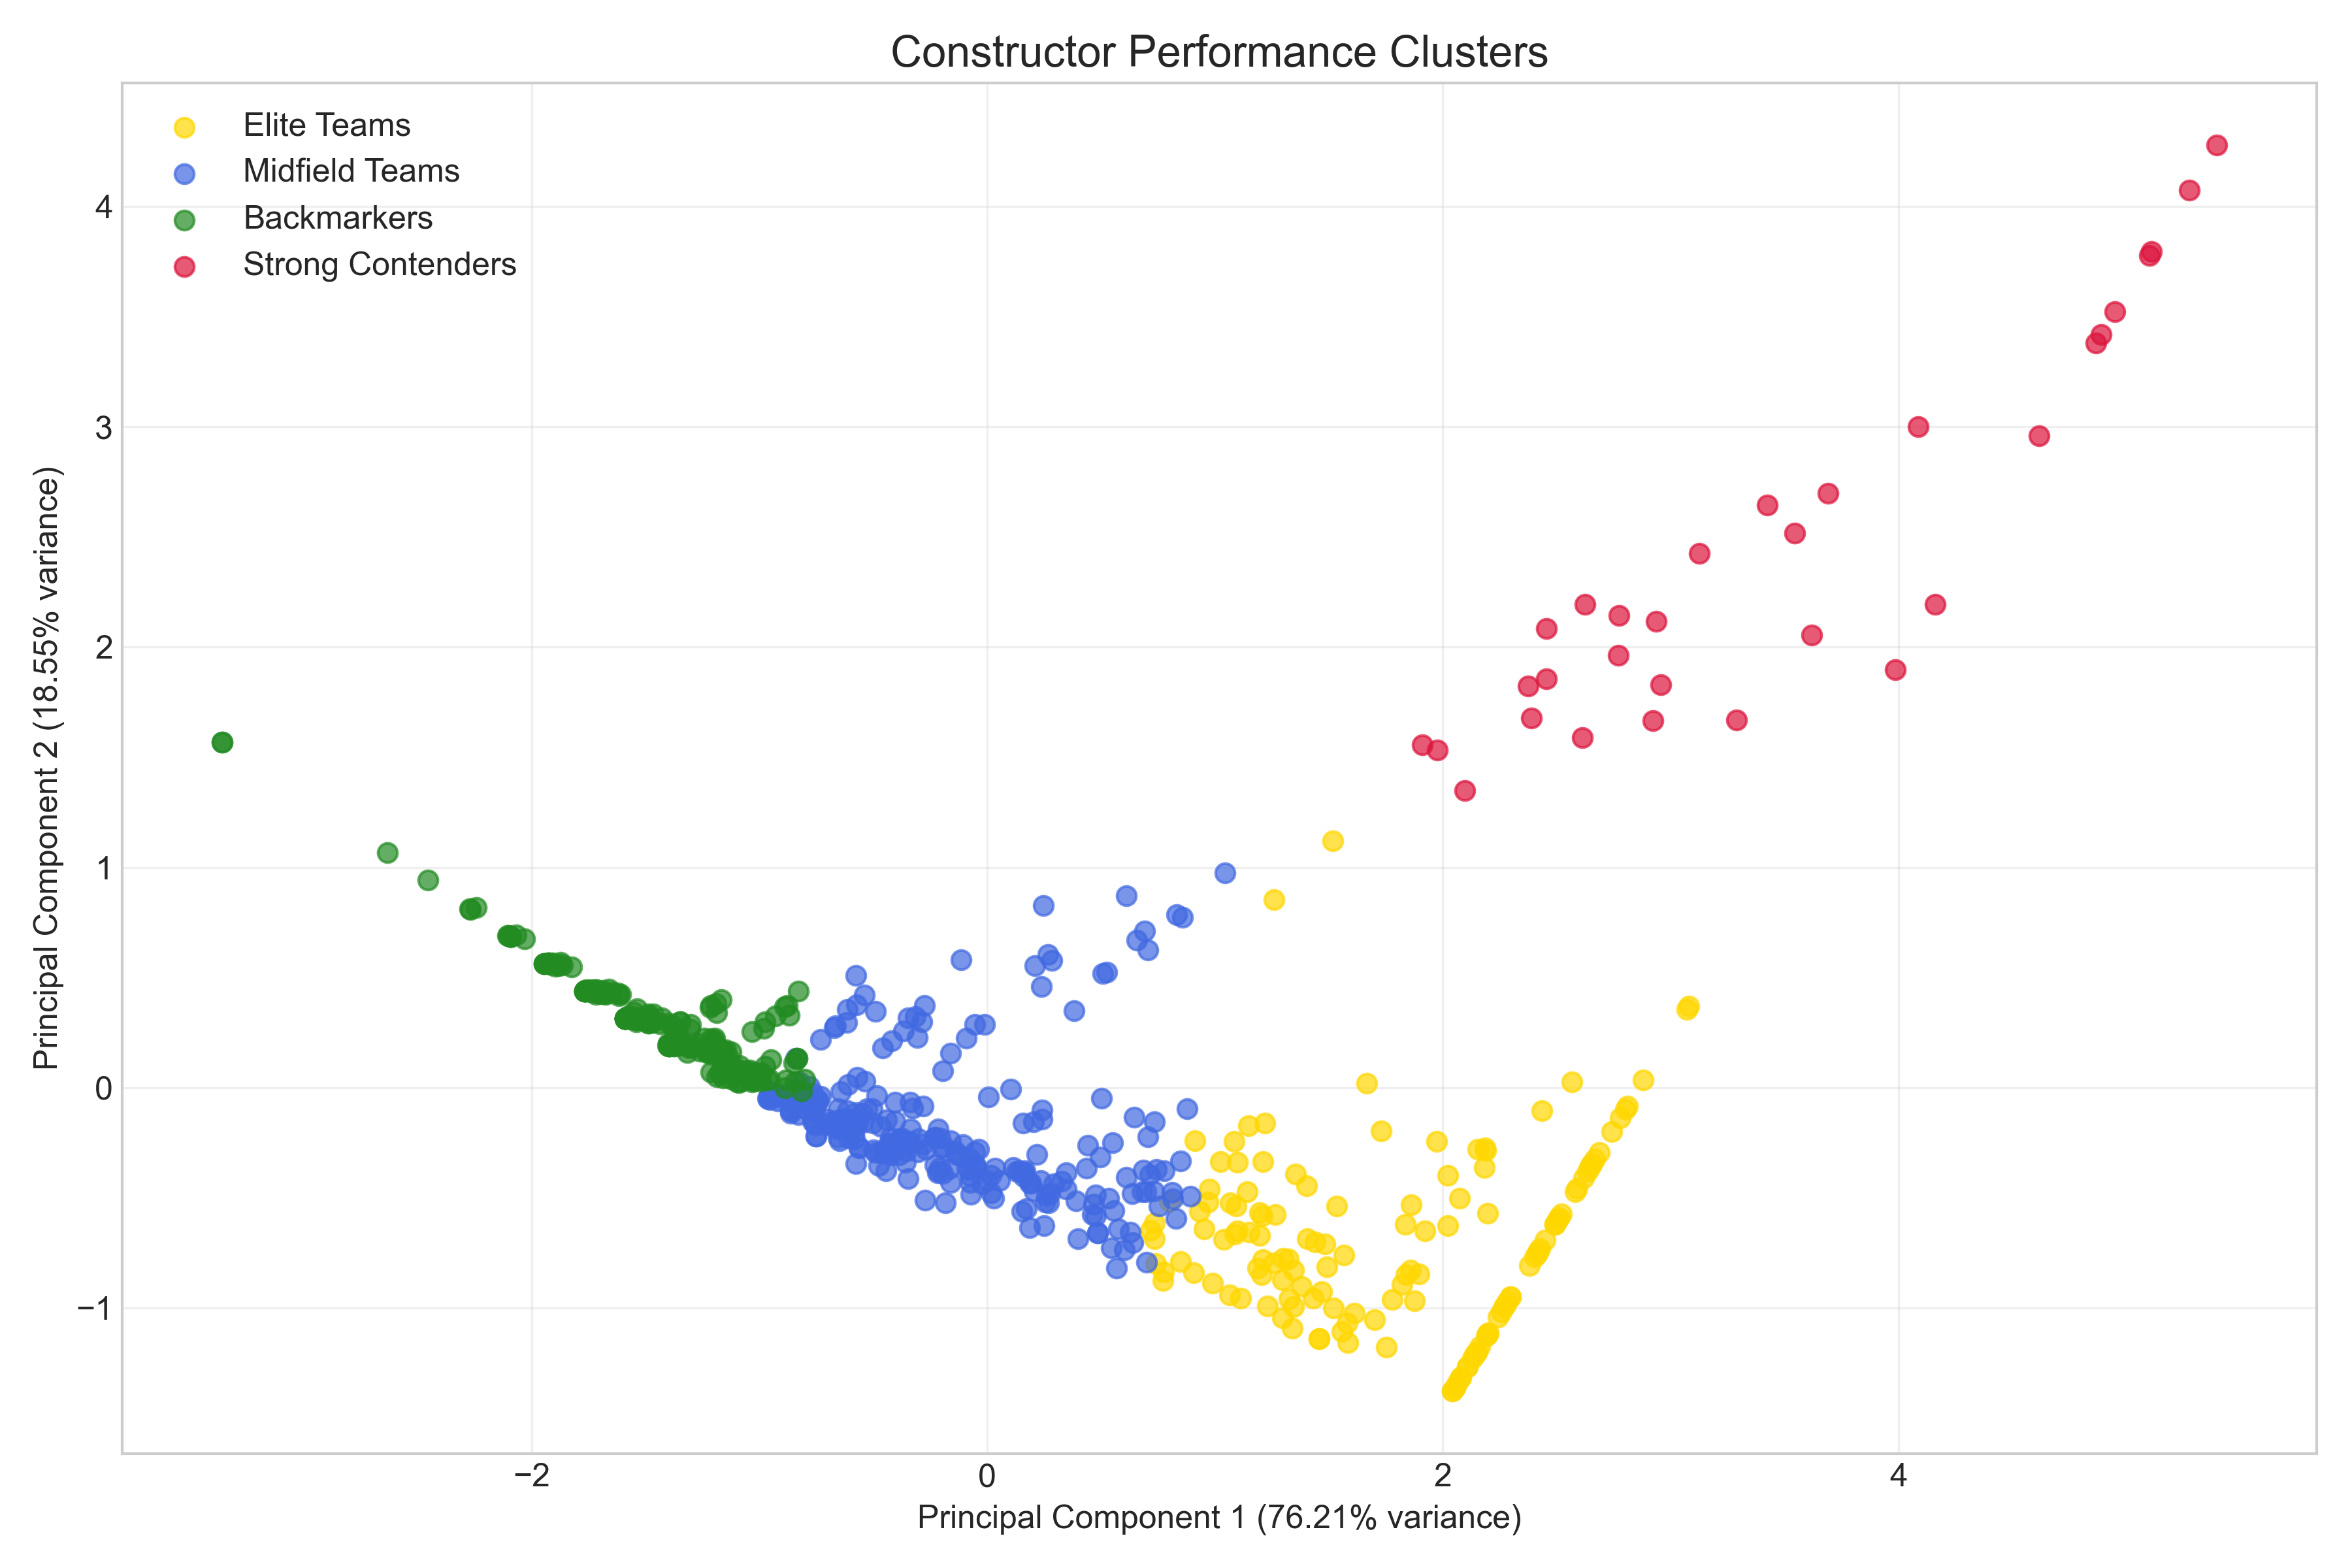 Constructor Performance Clusters
Elite Teams
Midfield Teams
Backmarkers
Strong Contenders
4
3
2
1
0
−1
Principal Component 2 (18.55% variance)
−2
0
2
4
Principal Component 1 (76.21% variance)